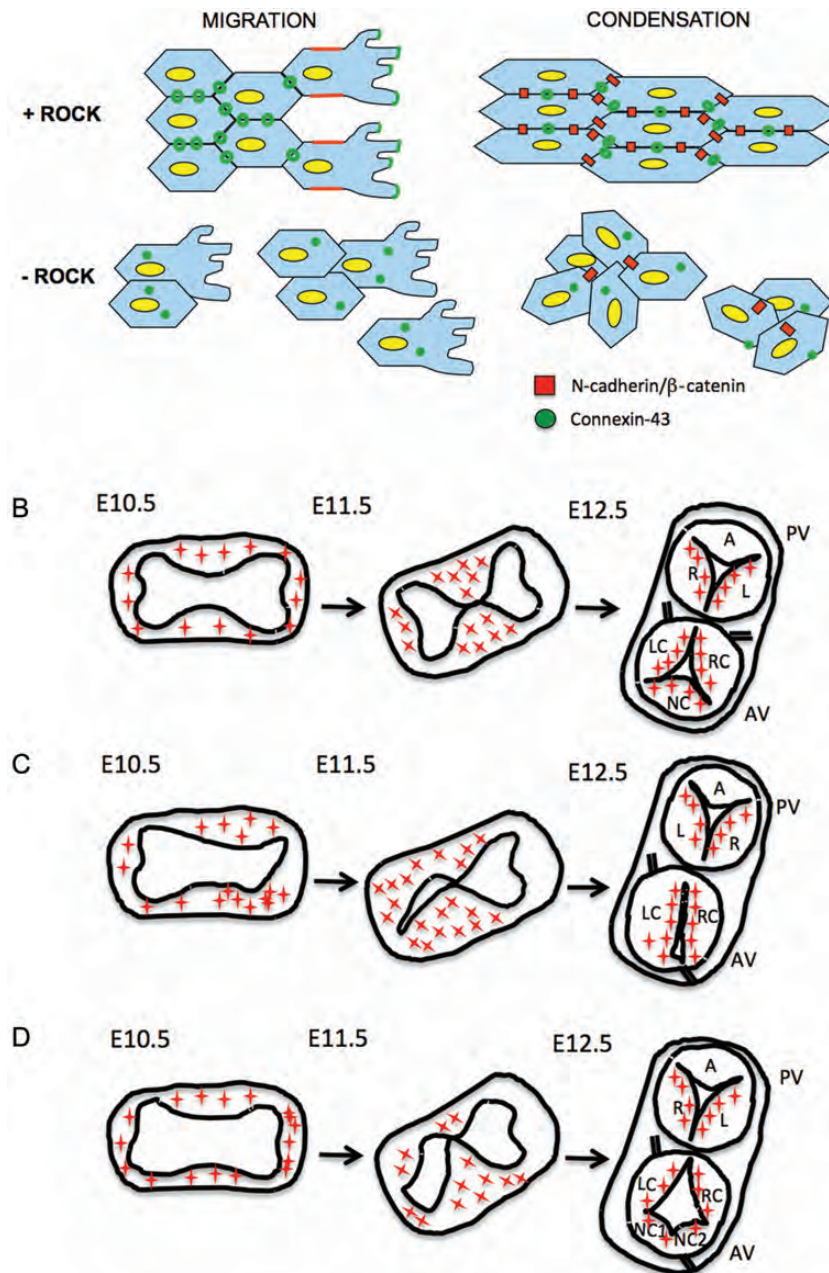 MIGRATION CONDENSATION
+ ROCK
- ROCK
N-cadherin/β-catenin
Connexin-43
B
E10.5 E11.5 E12.5
PV
A
R L
LC RC
NC
AV
C
E10.5 E11.5 E12.5
A
PV
L R
LC RC
AV
D
E10.5 E11.5 E12.5
A
PV
R L
LC RC
NC1 NC2
AV